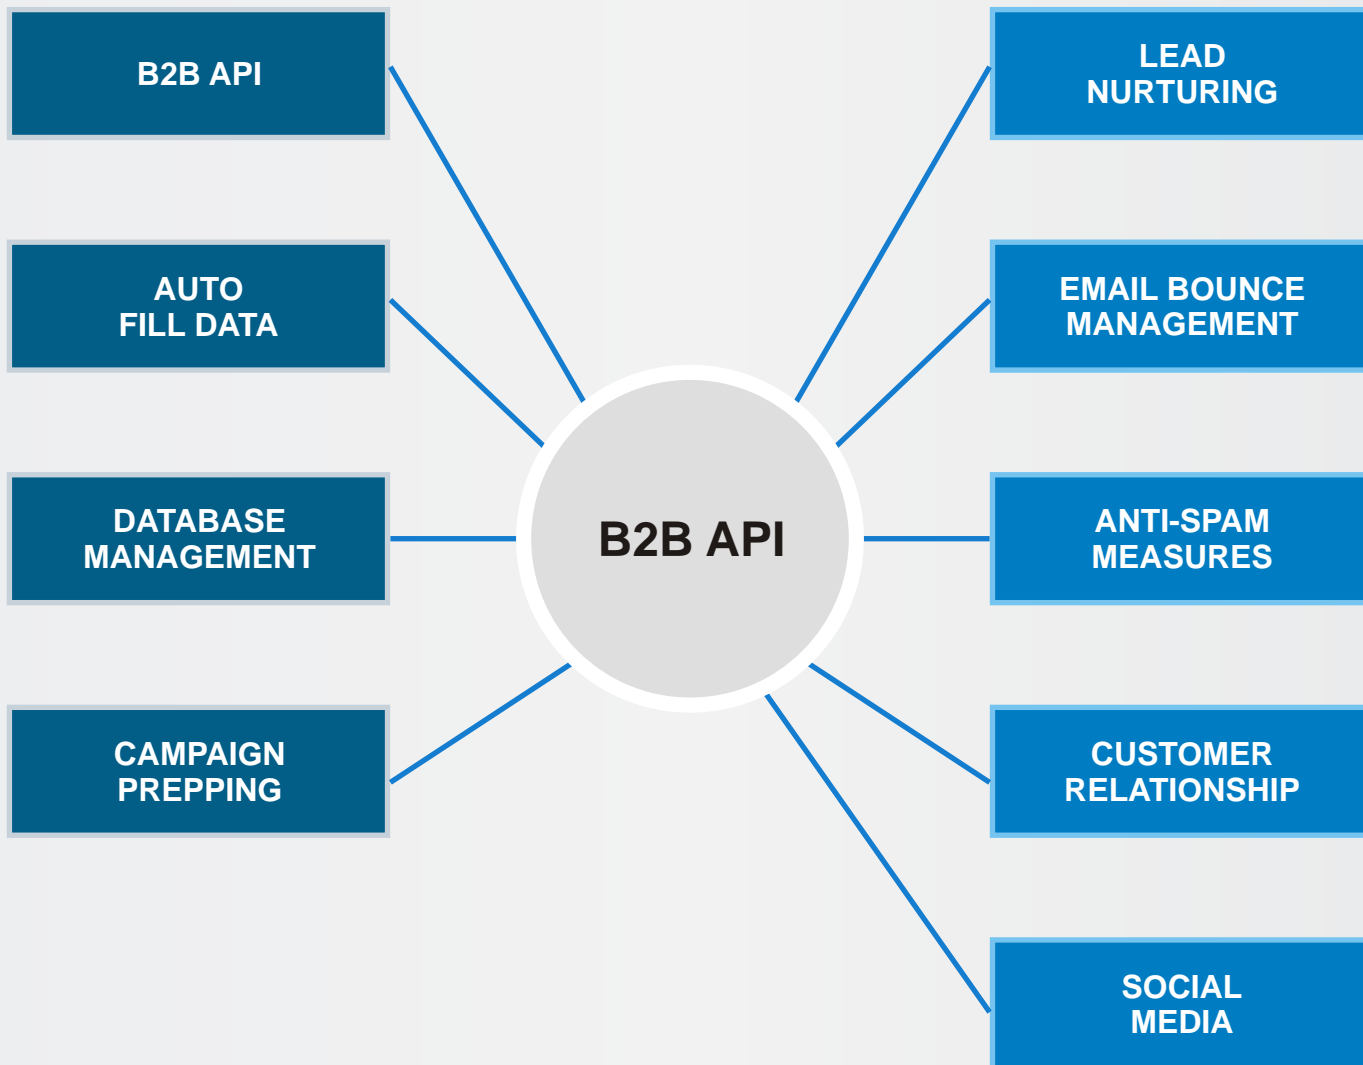 B2B API
AUTO
FILL DATA
DATABASE
MANAGEMENT
CAMPAIGN
PREPPING
B2B API
LEAD
NURTURING
EMAIL BOUNCE
MANAGEMENT
ANTI-SPAM
MEASURES
CUSTOMER
RELATIONSHIP
SOCIAL
MEDIA